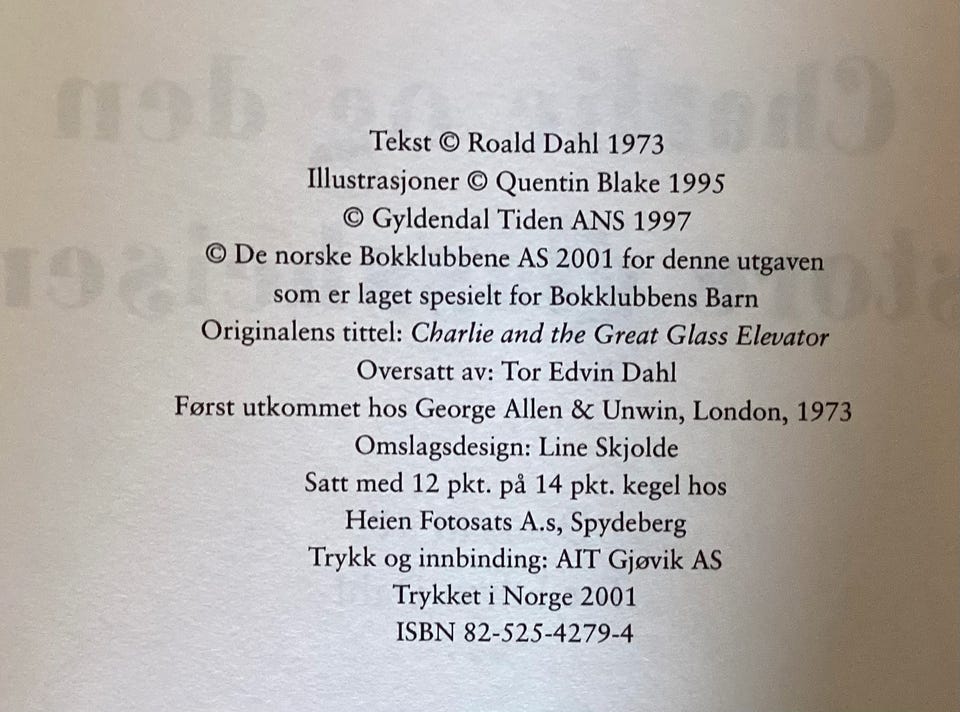 Tekst © Roald Dahl 1973
Illustrasjoner © Quentin Blake 1995
© Gyldendal Tiden ANS 1997
© De norske Bokklubbene AS 2001 for denne utgaven
som er laget spesielt for Bokklubbens Barn
Originalens tittel: Charlie and the Great Glass Elevator
Oversatt av: Tor Edvin Dahl
Først utkommet hos George Allen & Unwin, London, 1973
Omslagsdesign: Line Skjolde
Satt med 12 pkt. på 14 pkt. kegel hos
Heien Fotosats A.s, Spydeberg
Trykk og innbinding: AIT Gjøvik AS
Trykket i Norge 2001
ISBN 82-525-4279-4